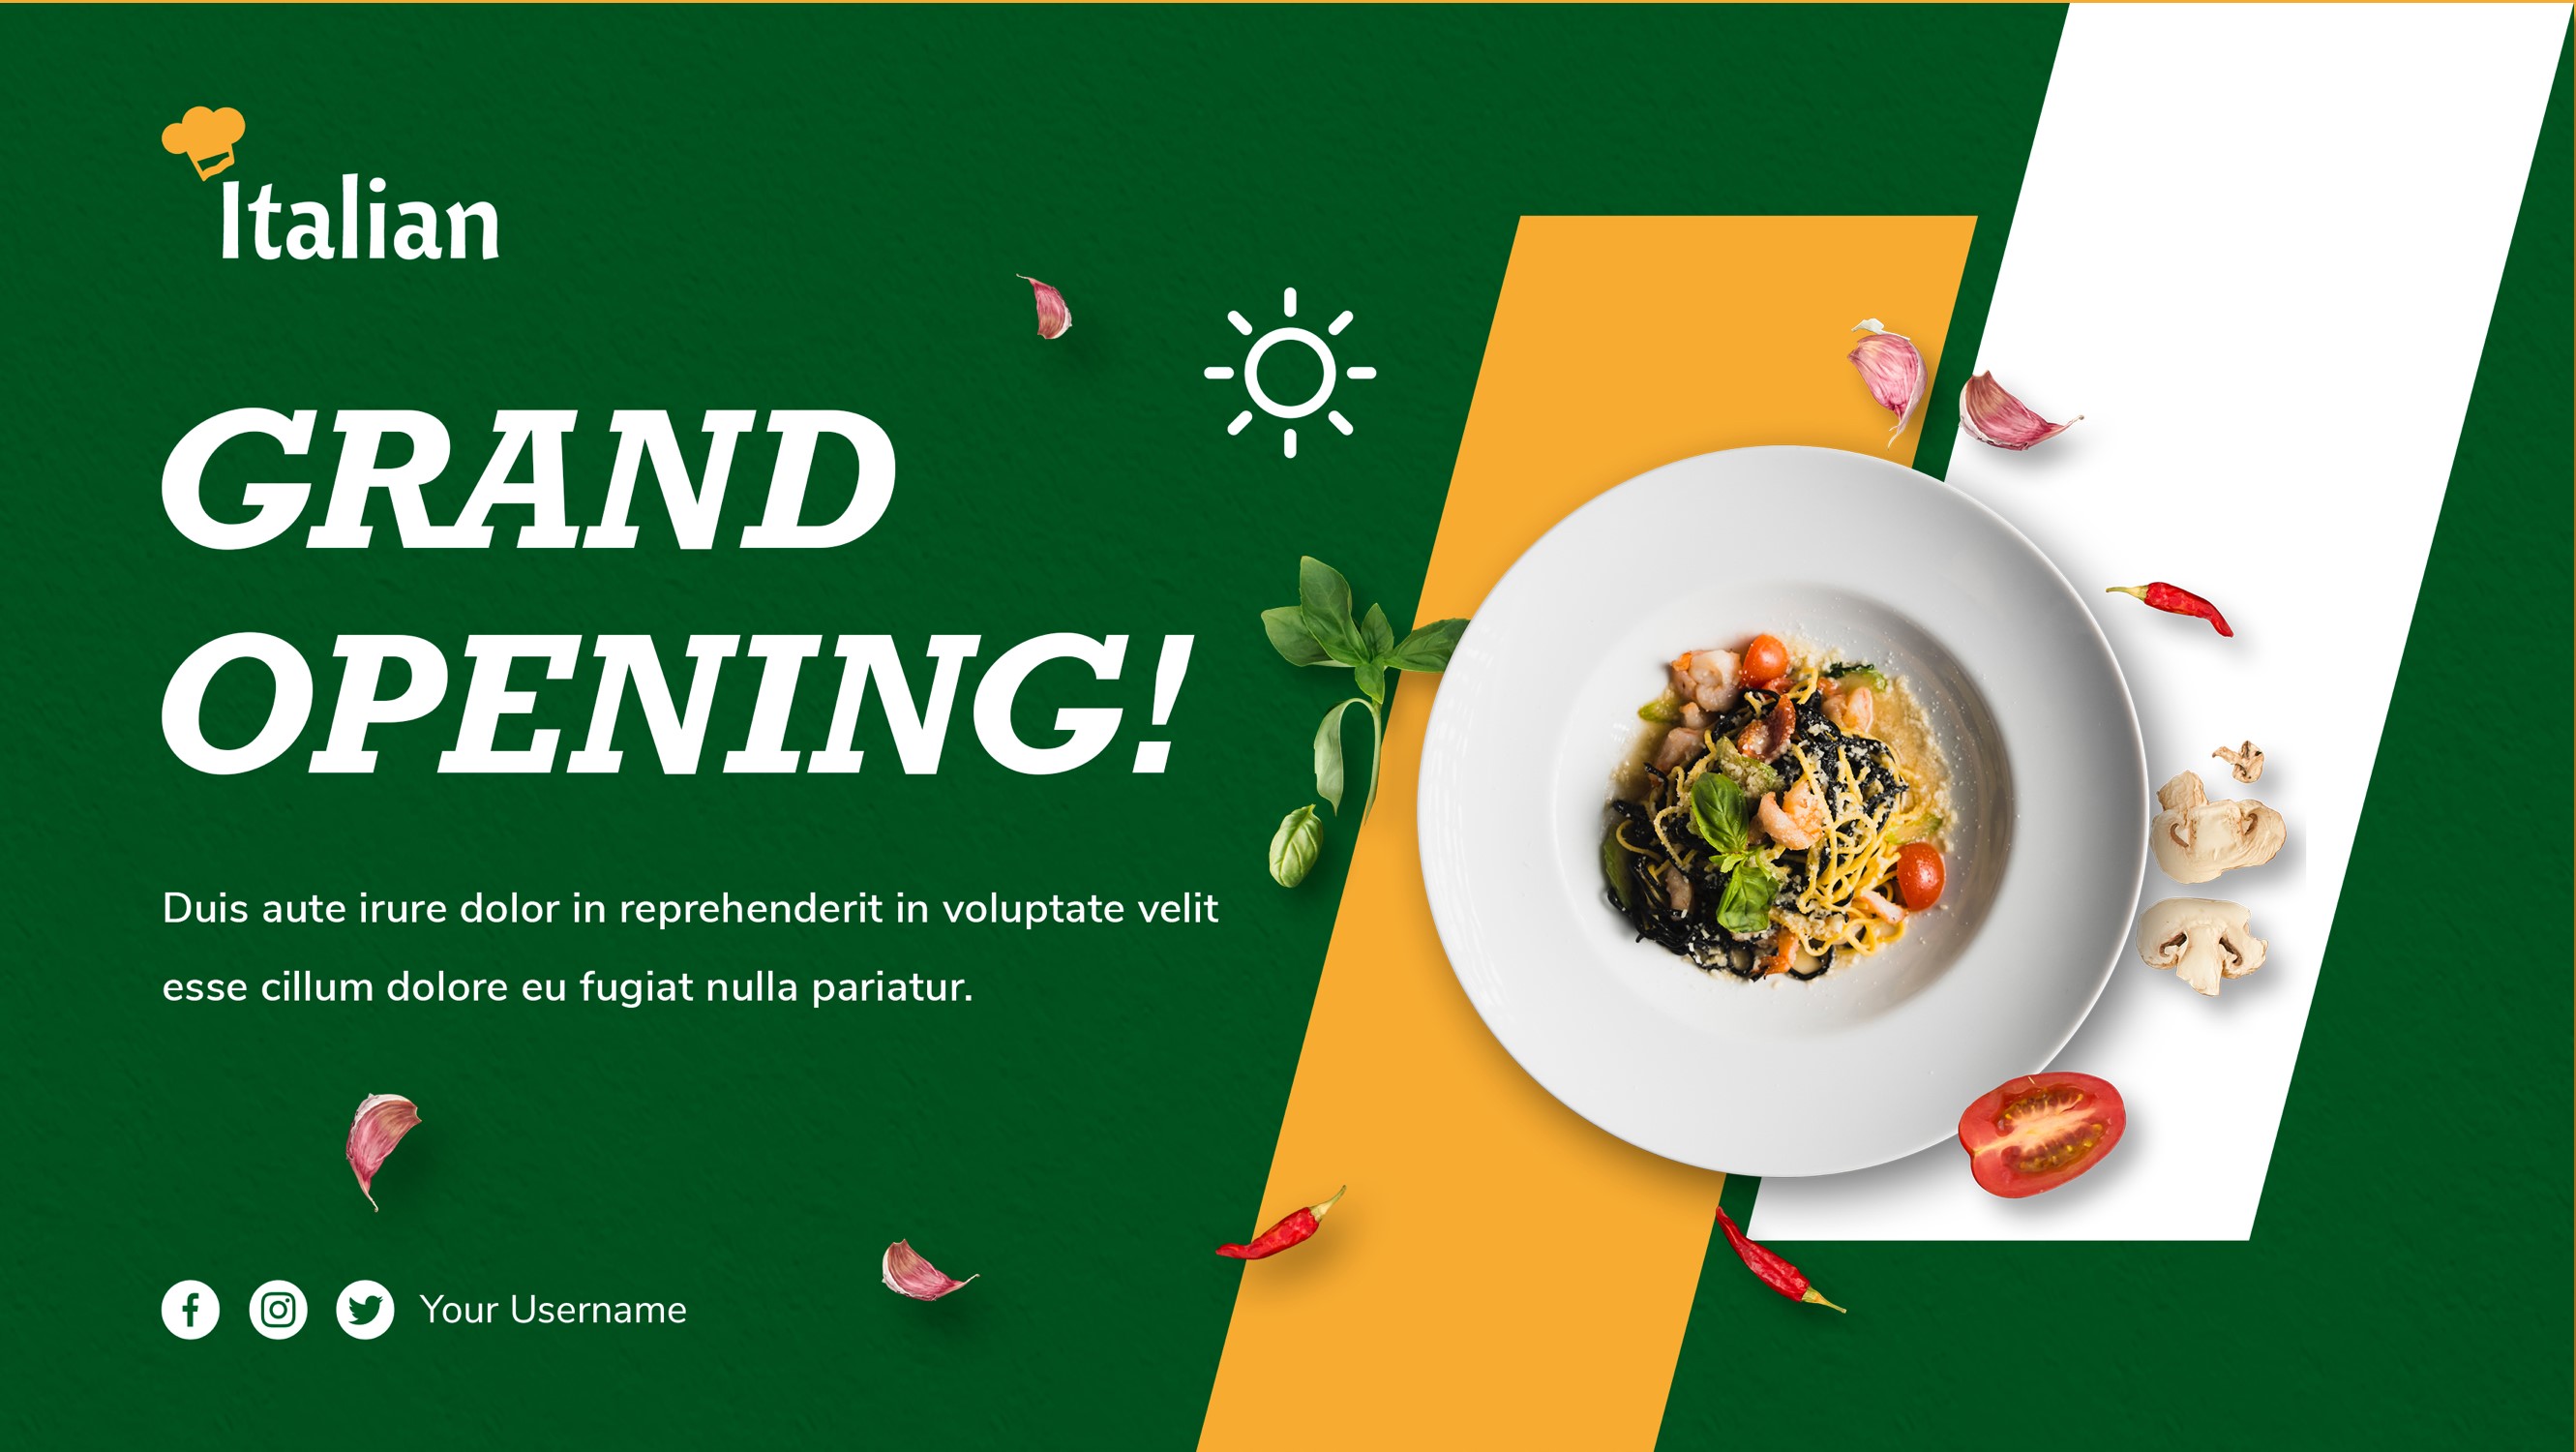 Italian
GRAND
OPENING!
Duis aute irure dolor in reprehenderit in voluptate velit
esse cillum dolore eu fugiat nulla pariatur.
Your Username